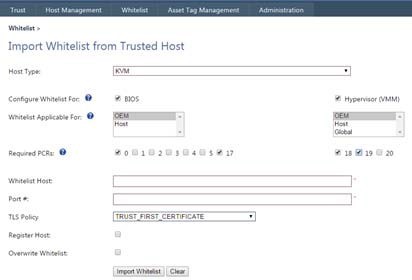 Trust Host Management Whitelist Asset Tag Management Administration
Whitelist >
Import Whitelist from Trusted Host
Host Type: KVM
Configure Whitelist For: BIOS Hypervisor (VMM)
Whitelist Applicable For: OEM OEM
Host Host
Global
Required PCRs: 0 1 2 3 4 5 17 18 19 20
Whitelist Host: *
Port #: *
TLS Policy TRUST_FIRST_CERTIFICATE
Register Host:
Overwrite Whitelist:
Import Whitelist Clear